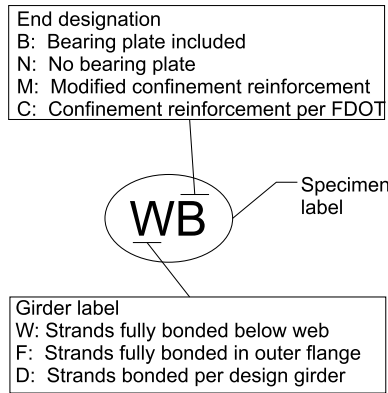 End designation
B: Bearing plate included
N: No bearing plate
M: Modified confinement reinforcement
C: Confinement reinforcement per FDOT
WB
Specimen
label
Girder label
W: Strands fully bonded below web
F: Strands fully bonded in outer flange
D: Strands bonded per design girder